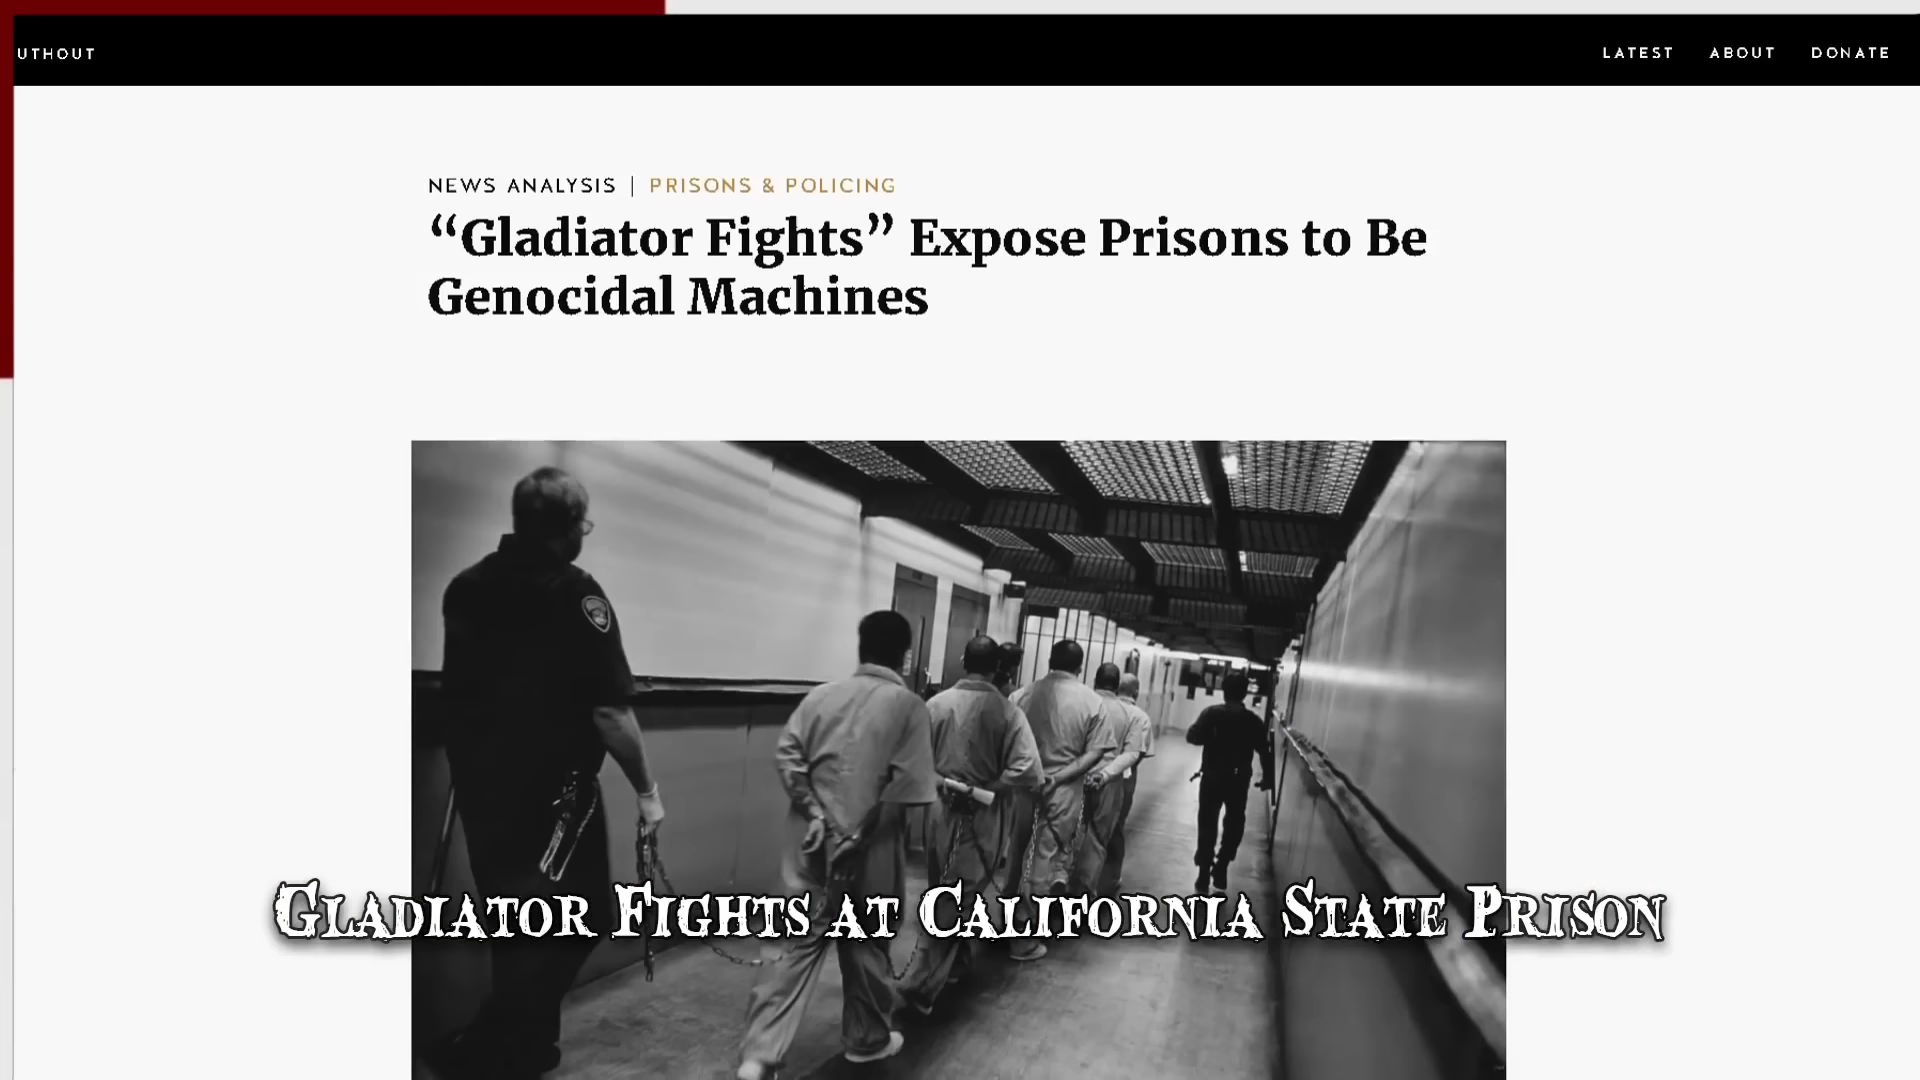 UTHOUT
LATEST ABOUT DONATE
NEWS ANALYSIS | PRISONS & POLICING
“Gladiator Fights” Expose Prisons to Be
Genocidal Machines
GLADIATOR FIGHTS AT CALIFORNIA STATE PRISON